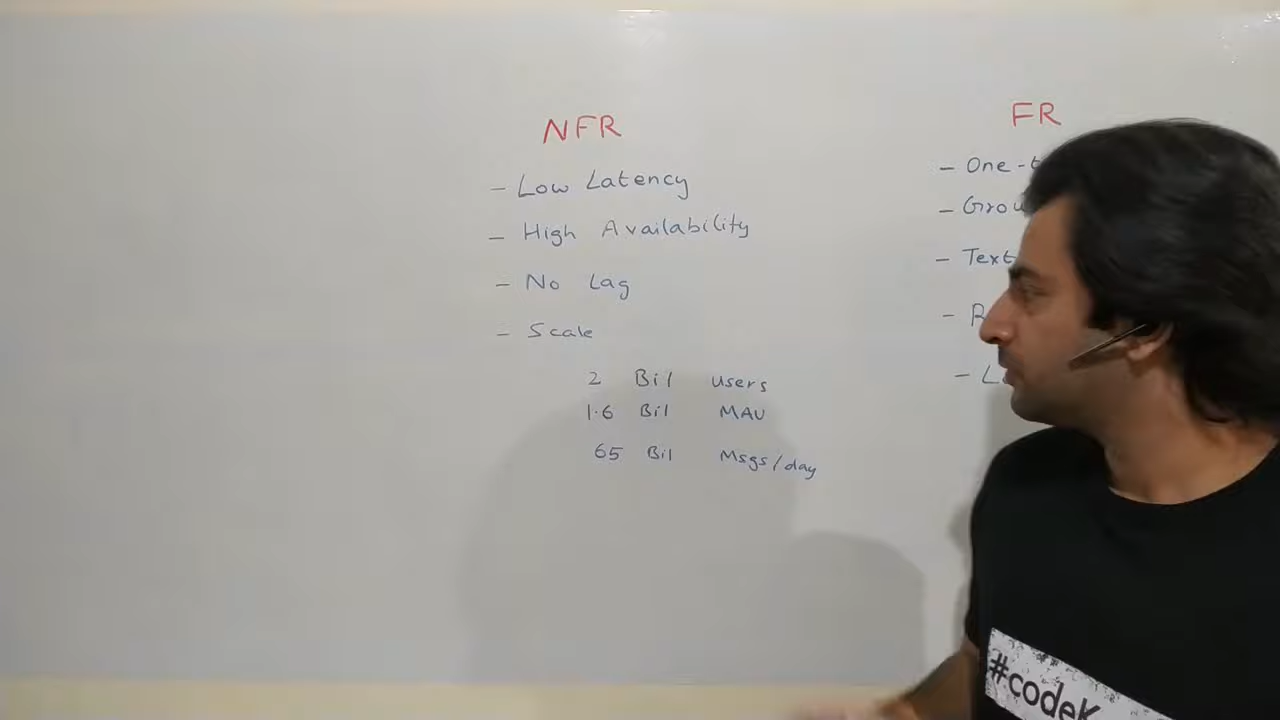 NFR
- Low Latency
- High Availability
- No Lag
- Scale
2 Bil users
1.6 Bil MAU
65 Bil Msgs/day
FR
- One-t
- Grou
- Text
- R
- L
#codeK